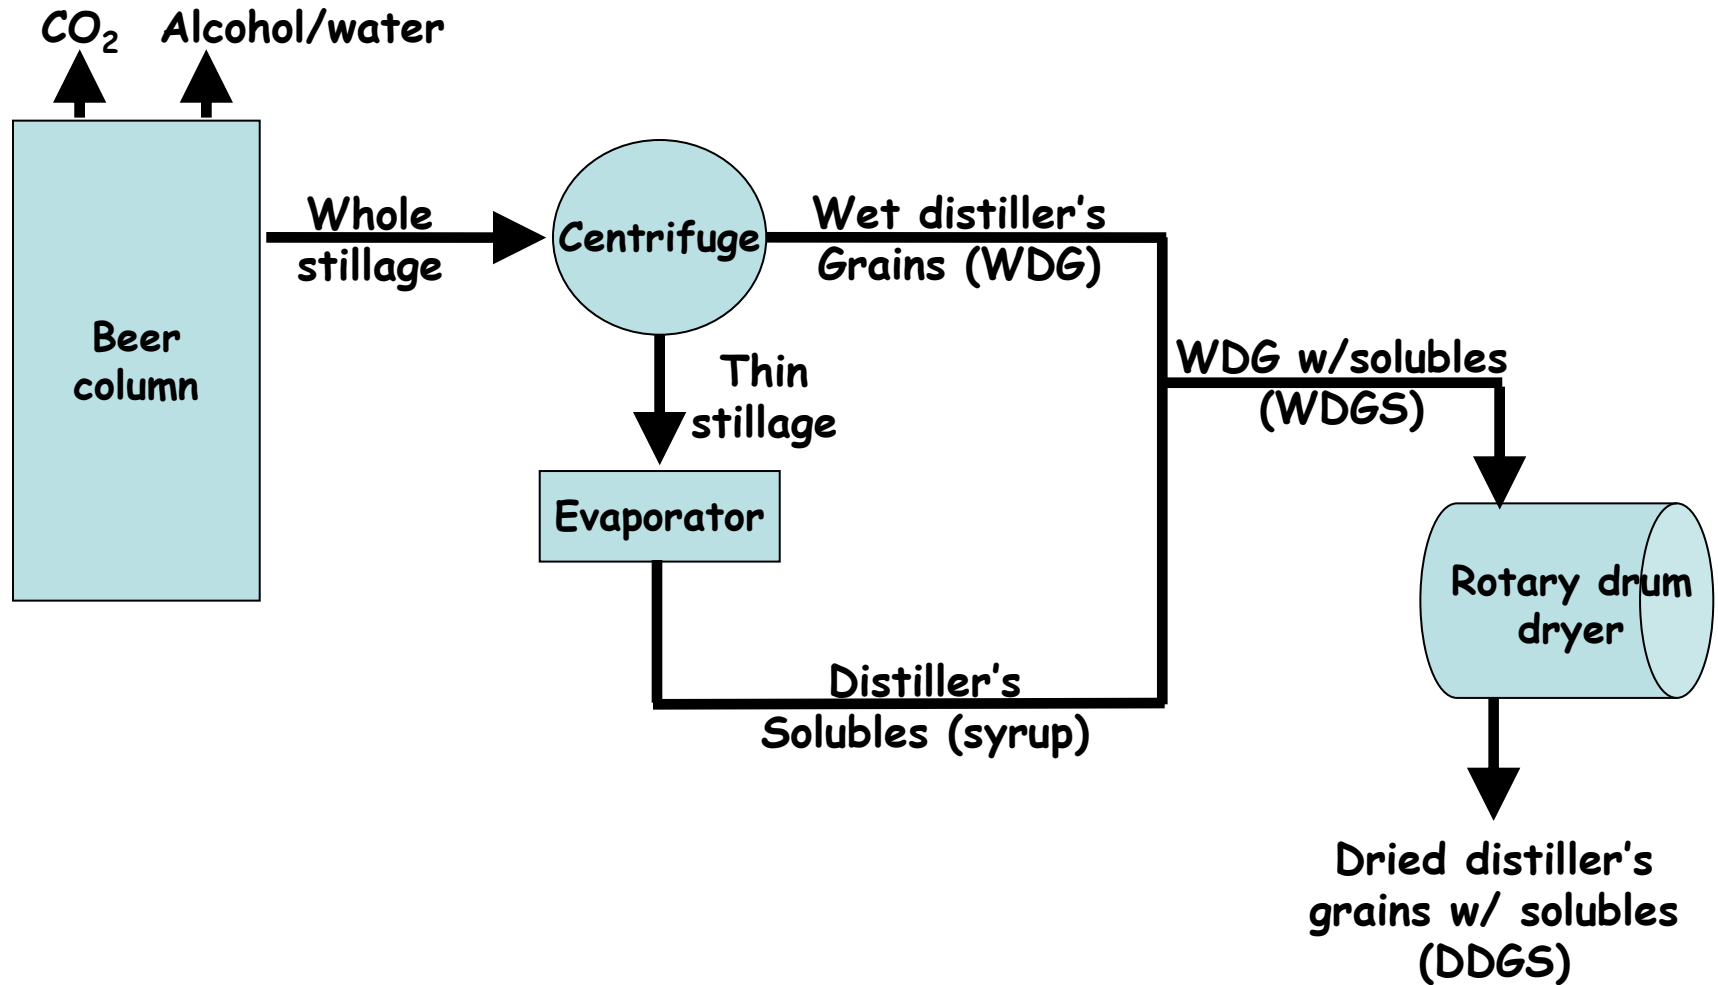 CO₂
Alcohol/water
Beer
column
Whole
stillage
Centrifuge
Wet distiller's
Grains (WDG)
Thin
stillage
Evaporator
Distiller's
Solubles (syrup)
WDG w/solubles
(WDGS)
Rotary drum
dryer
Dried distiller's
grains w/ solubles
(DDGS)